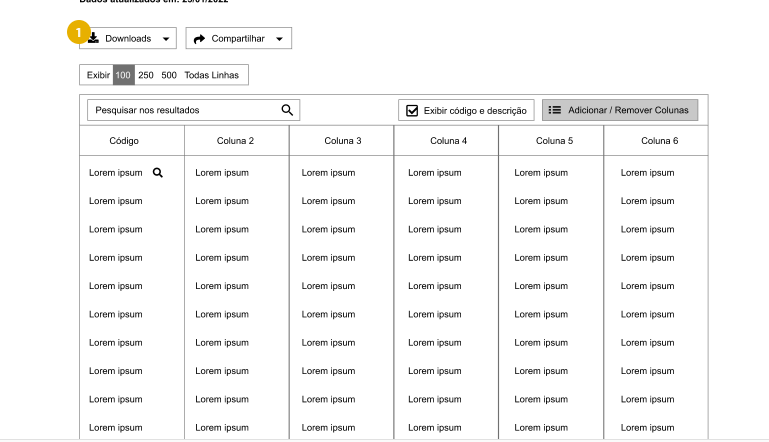 Dados atualizados em: 25/01/2022
1
Downloads
Compartilhar
Exibir 100 250 500 Todas Linhas
Pesquisar nos resultados
Exibir código e descrição
Adicionar / Remover Colunas
Código Coluna 2 Coluna 3 Coluna 4 Coluna 5 Coluna 6
Lorem ipsum Lorem ipsum Lorem ipsum Lorem ipsum Lorem ipsum Lorem ipsum
Lorem ipsum Lorem ipsum Lorem ipsum Lorem ipsum Lorem ipsum Lorem ipsum
Lorem ipsum Lorem ipsum Lorem ipsum Lorem ipsum Lorem ipsum Lorem ipsum
Lorem ipsum Lorem ipsum Lorem ipsum Lorem ipsum Lorem ipsum Lorem ipsum
Lorem ipsum Lorem ipsum Lorem ipsum Lorem ipsum Lorem ipsum Lorem ipsum
Lorem ipsum Lorem ipsum Lorem ipsum Lorem ipsum Lorem ipsum Lorem ipsum
Lorem ipsum Lorem ipsum Lorem ipsum Lorem ipsum Lorem ipsum Lorem ipsum
Lorem ipsum Lorem ipsum Lorem ipsum Lorem ipsum Lorem ipsum Lorem ipsum
Lorem ipsum Lorem ipsum Lorem ipsum Lorem ipsum Lorem ipsum Lorem ipsum
Lorem ipsum Lorem ipsum Lorem ipsum Lorem ipsum Lorem ipsum Lorem ipsum